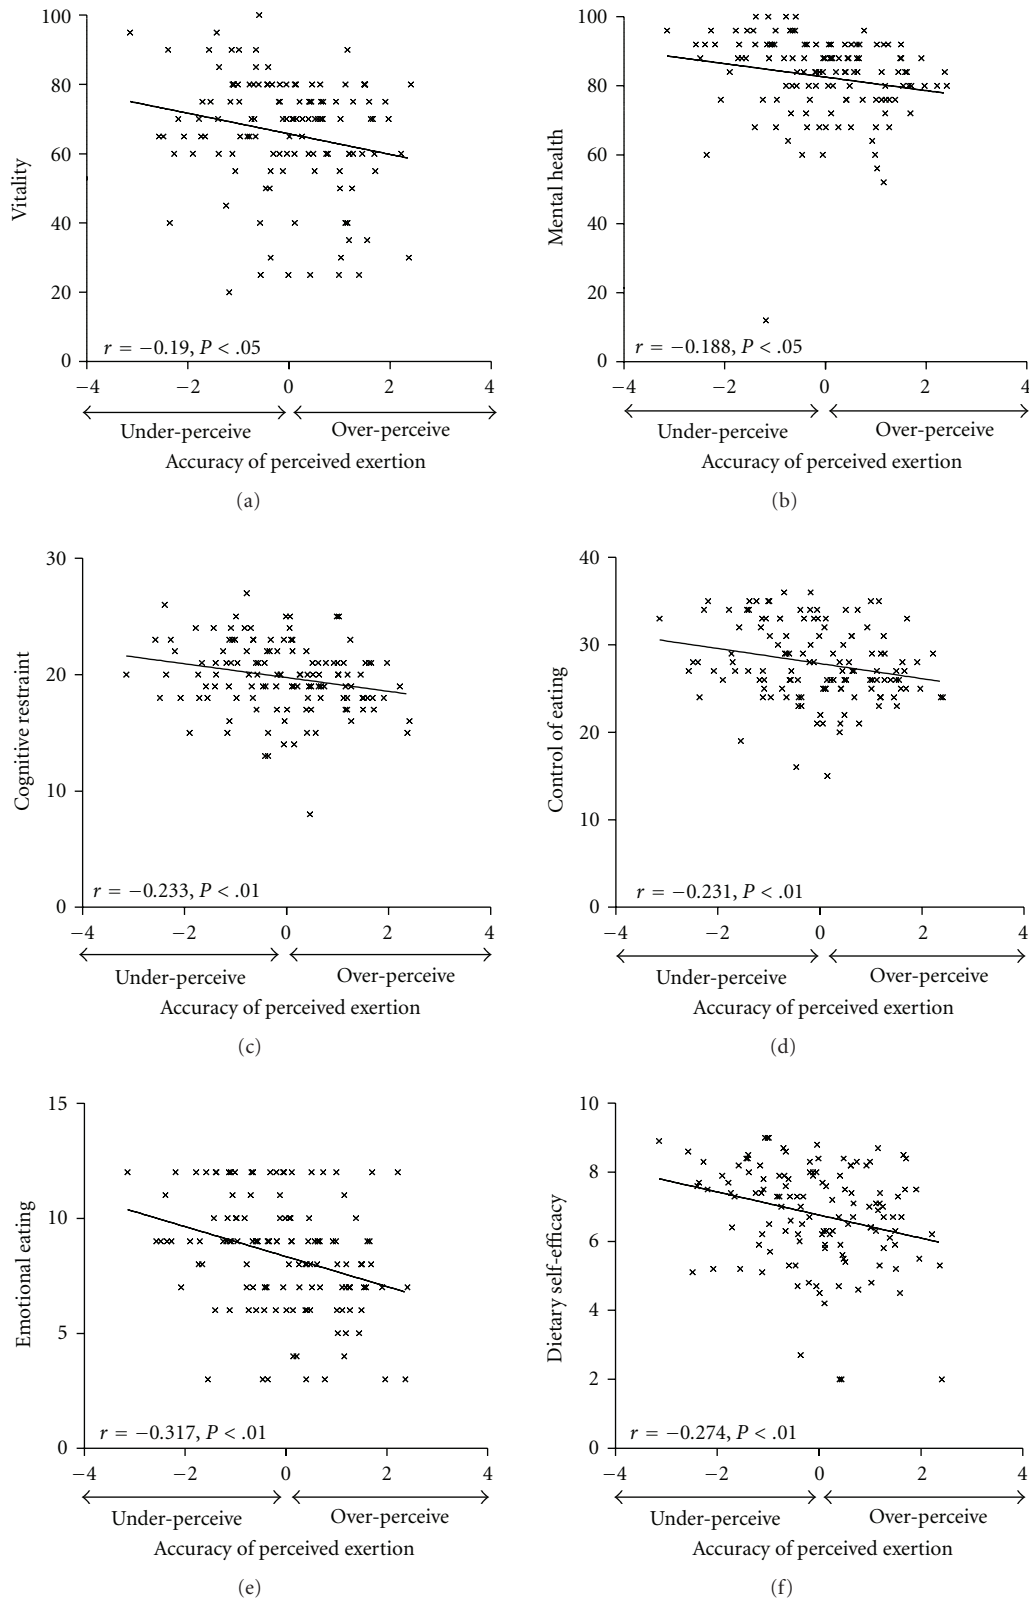 100
80
60
40
20
0
Vitality
r = −0.19, P < .05
−4 −2 0 2 4
Under-perceive Over-perceive
Accuracy of perceived exertion
(a)
100
80
60
40
20
0
Mental health
r = −0.188, P < .05
−4 −2 0 2 4
Under-perceive Over-perceive
Accuracy of perceived exertion
(b)
30
20
10
0
Cognitive restraint
r = −0.233, P < .01
−4 −2 0 2 4
Under-perceive Over-perceive
Accuracy of perceived exertion
(c)
40
30
20
10
0
Control of eating
r = −0.231, P < .01
−4 −2 0 2 4
Under-perceive Over-perceive
Accuracy of perceived exertion
(d)
15
10
5
0
Emotional eating
r = −0.317, P < .01
−4 −2 0 2 4
Under-perceive Over-perceive
Accuracy of perceived exertion
(e)
10
8
6
4
2
0
Dietary self-efficacy
r = −0.274, P < .01
−4 −2 0 2 4
Under-perceive Over-perceive
Accuracy of perceived exertion
(f)